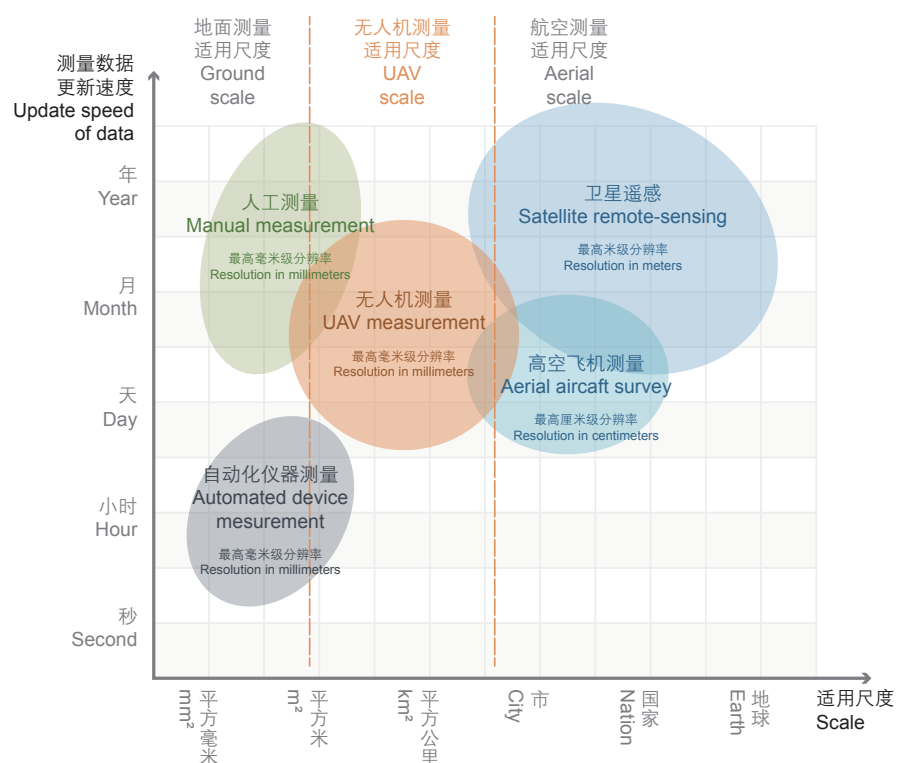 地面测量
适用尺度
Ground
scale
无人机测量
适用尺度
UAV
scale
航空测量
适用尺度
Aerial
scale
测量数据
更新速度
Update speed
of data
年
Year
月
Month
天
Day
小时
Hour
秒
Second
人工测量
Manual measurement
最高毫米级分辨率
Resolution in millimeters
卫星遥感
Satellite remote-sensing
最高米级分辨率
Resolution in meters
无人机测量
UAV measurement
最高毫米级分辨率
Resolution in millimeters
高空飞机测量
Aerial aircaft survey
最高厘米级分辨率
Resolution in centimeters
自动化仪器测量
Automated device
mesurement
最高毫米级分辨率
Resolution in millimeters
平方毫米
mm²
平方米
m²
平方公里
km²
市
City
国家
Nation
地球
Earth
适用尺度
Scale